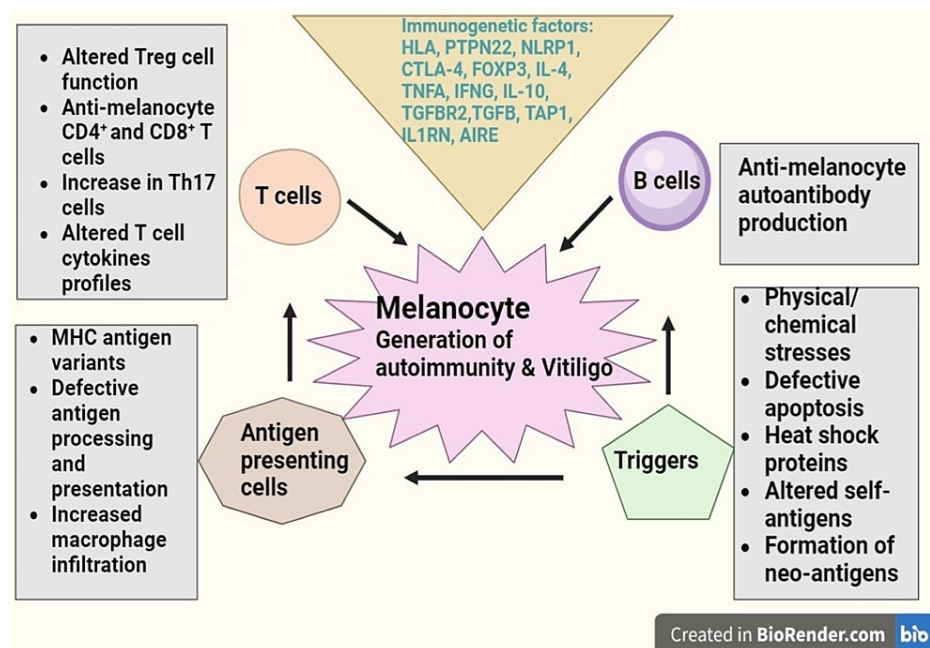 Immunogenetic factors:
HLA, PTPN22, NLRP1,
CTLA-4, FOXP3, IL-4,
TNFA, IFNG, IL-10,
TGFBR2,TGFB, TAP1,
IL1RN, AIRE
• Altered Treg cell
function
• Anti-melanocyte
CD4⁺ and CD8⁺ T
cells
• Increase in Th17
cells
• Altered T cell
cytokines
profiles
T cells
B cells
Anti-melanocyte
autoantibody
production
Melanocyte
Generation of
autoimmunity & Vitiligo
• MHC antigen
variants
• Defective
antigen
processing
and
presentation
• Increased
macrophage
infiltration
Antigen
presenting
cells
Triggers
• Physical/
chemical
stresses
• Defective
apoptosis
• Heat shock
proteins
• Altered self-
antigens
• Formation of
neo-antigens
Created in BioRender.com bio